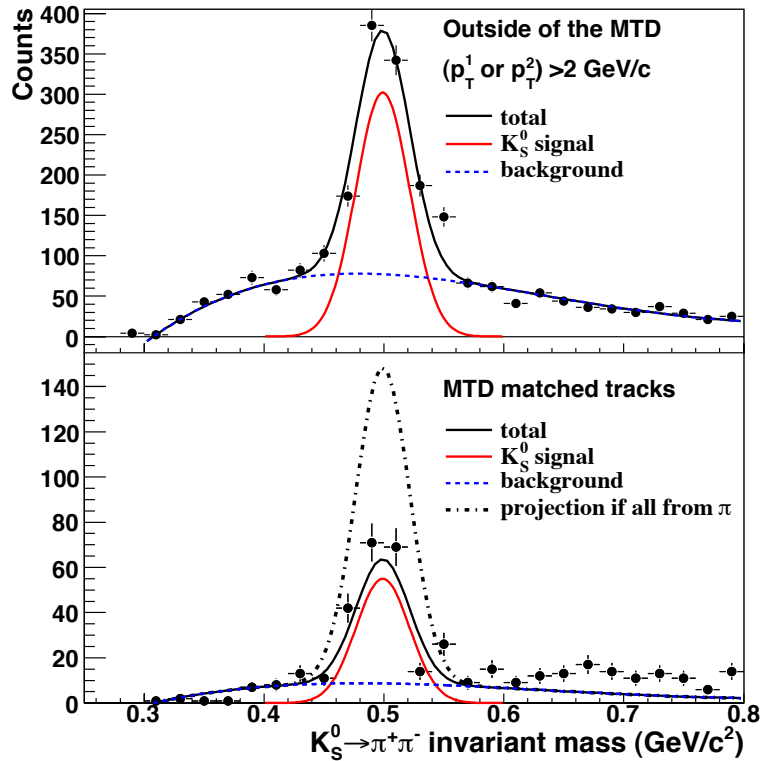 Counts
400
350
300
250
200
150
100
50
0
Outside of the MTD
(p_T^1 or p_T^2) >2 GeV/c
total
K_S^0 signal
background
140
120
100
80
60
40
20
0
MTD matched tracks
total
K_S^0 signal
background
projection if all from π
0.3 0.4 0.5 0.6 0.7 0.8
K_S^0→π⁺π⁻ invariant mass (GeV/c²)